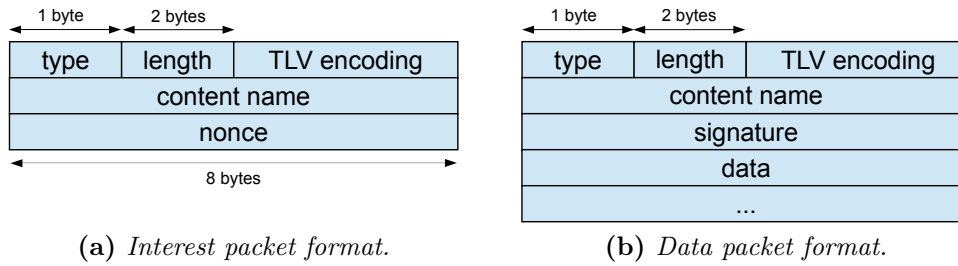 1 byte 2 bytes
type length TLV encoding
content name
nonce
8 bytes
(a) Interest packet format.
1 byte 2 bytes
type length TLV encoding
content name
signature
data
...
(b) Data packet format.